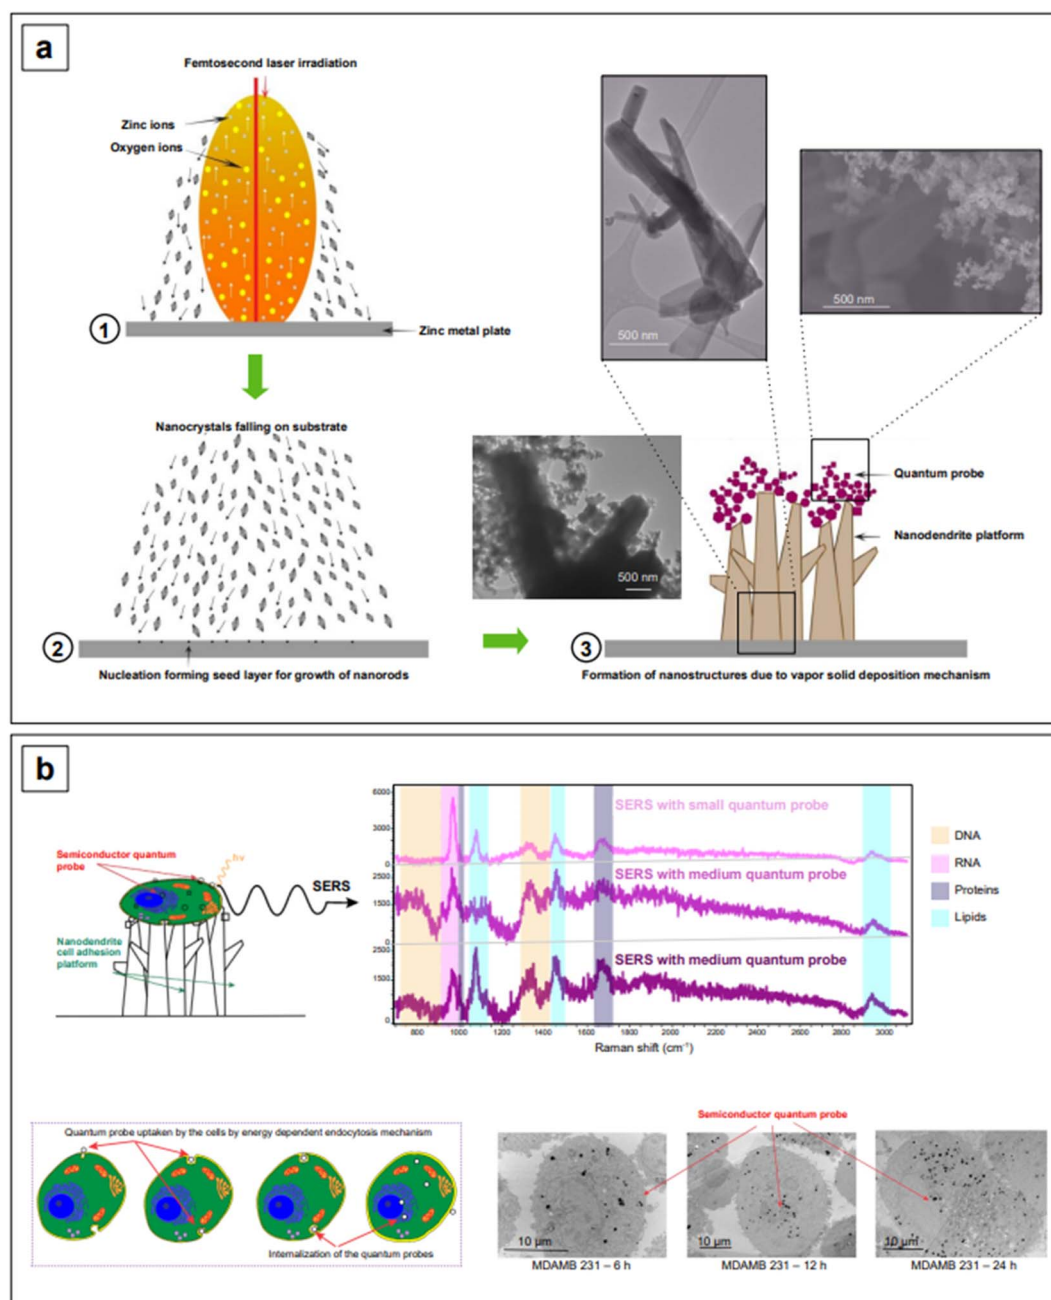 a
Femtosecond laser irradiation
Zinc ions
Oxygen ions
1
Zinc metal plate
Nanocrystals falling on substrate
2
Nucleation forming seed layer for growth of nanorods
500 nm
500 nm
500 nm
Quantum probe
Nanodendrite platform
3
Formation of nanostructures due to vapor solid deposition mechanism
b
Semiconductor quantum
probe
hv
SERS
Nanodendrite
cell adhesion
platform
6000
3000
0
2500
1500
0
2500
1500
0
SERS with small quantum probe
SERS with medium quantum probe
SERS with medium quantum probe
800 1000 1200 1400 1600 1800 2000 2200 2400 2600 2800 3000
Raman shift (cm⁻¹)
DNA
RNA
Proteins
Lipids
Quantum probe uptaken by the cells by energy dependent endocytosis mechanism
Internalization of the quantum probes
Semiconductor quantum probe
10 µm
10 µm
10 µm
MDAMB 231 – 6 h
MDAMB 231 – 12 h
MDAMB 231 – 24 h